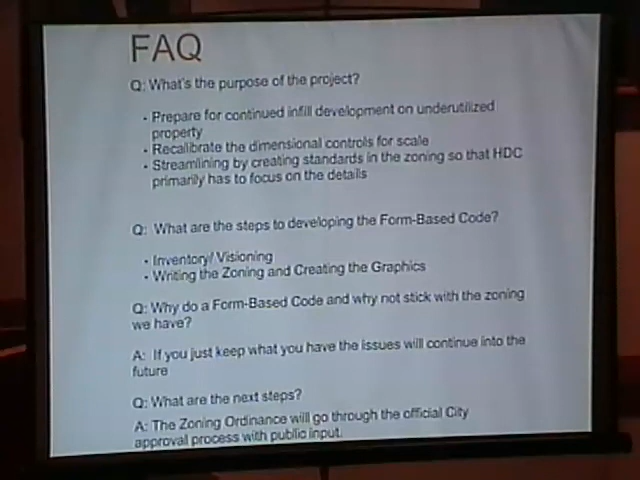 FAQ
Q: What's the purpose of the project?
- Prepare for continued infill development on underutilized
property
- Recalibrate the dimensional controls for scale
- Streamlining by creating standards in the zoning so that HDC
primarily has to focus on the details
Q: What are the steps to developing the Form-Based Code?
- Inventory/ Visioning
- Writing the Zoning and Creating the Graphics
Q: Why do a Form-Based Code and why not stick with the zoning
we have?
A: If you just keep what you have the issues will continue into the
future
Q: What are the next steps?
A: The Zoning Ordinance will go through the official City
approval process with public input.